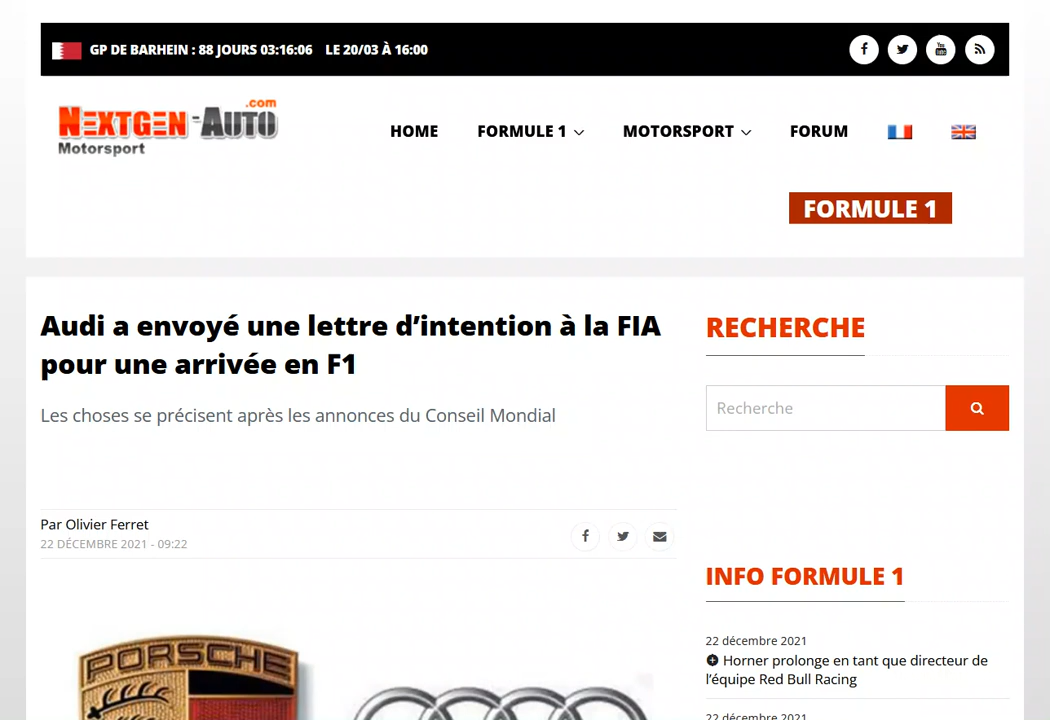 GP DE BARHEIN : 88 JOURS 03:16:06 LE 20/03 À 16:00
NEXTGEN-AUTO.com
Motorsport
HOME FORMULE 1 MOTORSPORT FORUM
FORMULE 1
Audi a envoyé une lettre d’intention à la FIA
pour une arrivée en F1
Les choses se précisent après les annonces du Conseil Mondial
Par Olivier Ferret
22 DÉCEMBRE 2021 - 09:22
PORSCHE
RECHERCHE
Recherche
INFO FORMULE 1
22 décembre 2021
Horner prolonge en tant que directeur de
l’équipe Red Bull Racing
22 décembre 2021